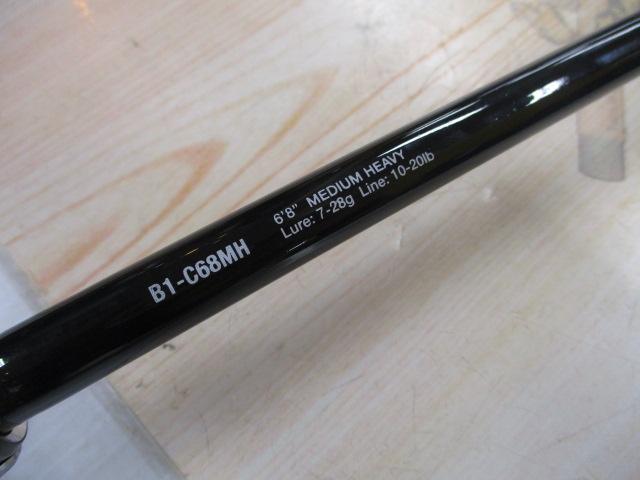 B1-C68MH
6'8" MEDIUM HEAVY
Lure: 7-28g Line: 10-20lb